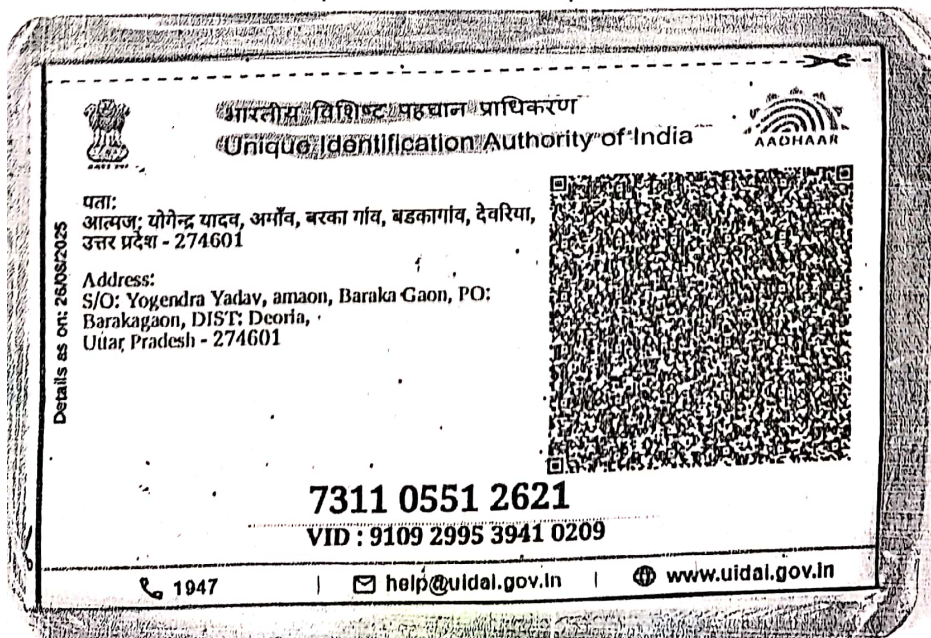 भारतीय विशिष्ट पहचान प्राधिकरण
Unique Identification Authority of India
AADHAAR
Details as on: 26/08/2025
पता:
आत्मज: योगेन्द्र यादव, अमाँव, बरका गांव, बडकागांव, देवरिया,
उत्तर प्रदेश - 274601
Address:
S/O: Yogendra Yadav, amaon, Baraka Gaon, PO:
Barakagaon, DIST: Deoria,
Uttar Pradesh - 274601
7311 0551 2621
VID : 9109 2995 3941 0209
1947 | help@uidai.gov.in | www.uidai.gov.in